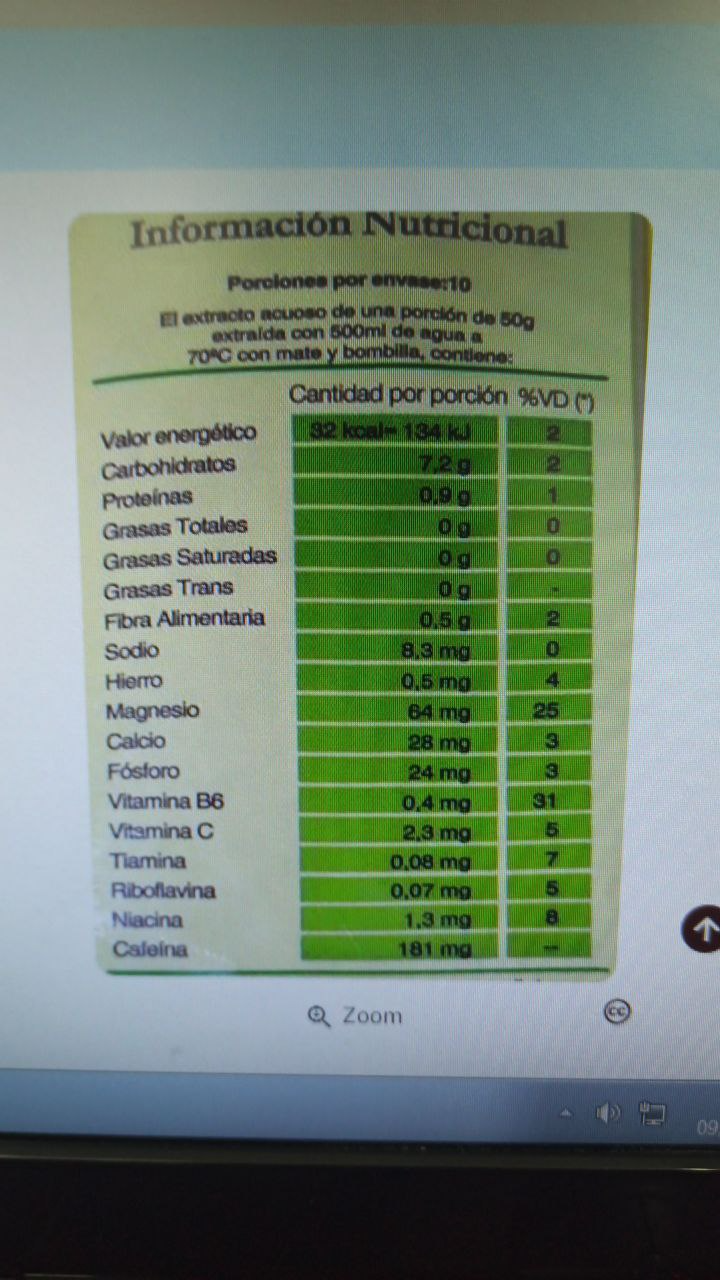 Información Nutricional
Porciones por envase:10
El extracto acuoso de una porción de 50g
extraída con 500ml de agua a
70ºC con mate y bombilla, contiene:
Cantidad por porción %VD (*)
Valor energético 32 kcal= 134 kJ 2
Carbohidratos 7,2 g 2
Proteínas 0,9 g 1
Grasas Totales 0 g 0
Grasas Saturadas 0 g 0
Grasas Trans 0 g -
Fibra Alimentaria 0,5 g 2
Sodio 8,3 mg 0
Hierro 0,5 mg 4
Magnesio 64 mg 25
Calcio 28 mg 3
Fósforo 24 mg 3
Vitamina B6 0,4 mg 31
Vitamina C 2,3 mg 5
Tiamina 0,08 mg 7
Riboflavina 0,07 mg 5
Niacina 1,3 mg 8
Cafeína 181 mg --
Zoom
cc
09